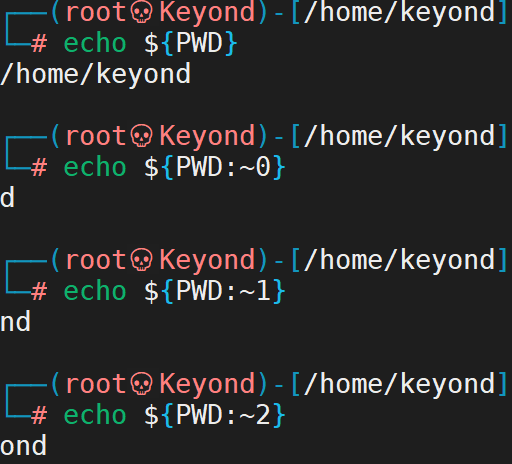 ┌──(root💀Keyond)-[/home/keyond]
└─# echo ${PWD}
/home/keyond
┌──(root💀Keyond)-[/home/keyond]
└─# echo ${PWD:~0}
d
┌──(root💀Keyond)-[/home/keyond]
└─# echo ${PWD:~1}
nd
┌──(root💀Keyond)-[/home/keyond]
└─# echo ${PWD:~2}
ond